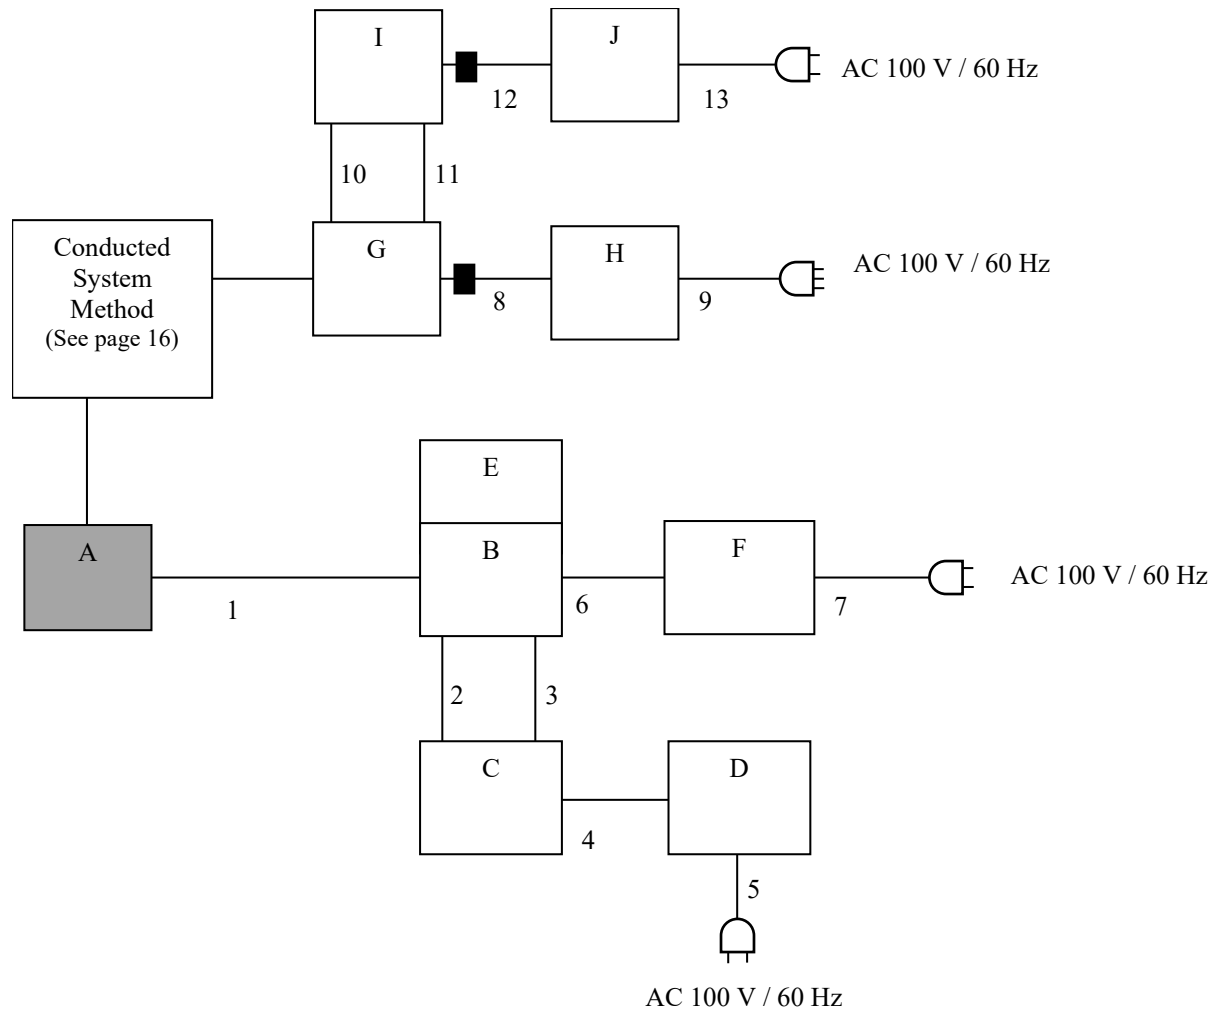 I
J
AC 100 V / 60 Hz
12
13
10
11
Conducted
System
Method
(See page 16)
G
H
AC 100 V / 60 Hz
8
9
E
A
B
F
AC 100 V / 60 Hz
1
6
7
2
3
C
D
4
5
AC 100 V / 60 Hz